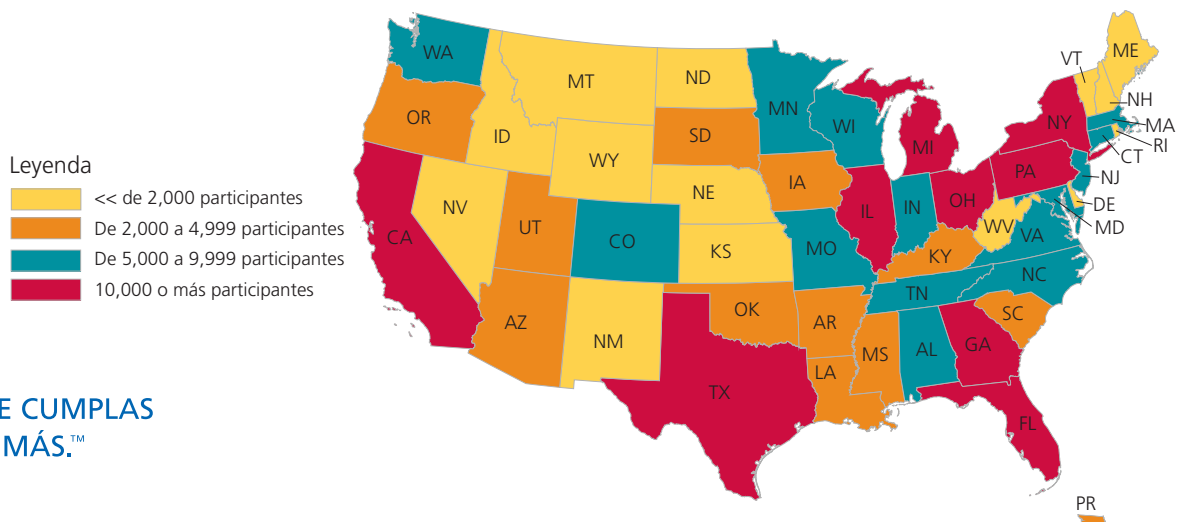 Leyenda
<< de 2,000 participantes
De 2,000 a 4,999 participantes
De 5,000 a 9,999 participantes
10,000 o más participantes
E CUMPLAS
MÁS.™
WA
OR
CA
ID
NV
MT
WY
UT
AZ
CO
NM
ND
SD
NE
KS
OK
TX
MN
IA
MO
AR
LA
WI
IL
MS
MI
IN
KY
TN
AL
OH
GA
FL
SC
NC
VA
WV
PA
NY
VT
ME
NH
MA
RI
CT
NJ
DE
MD
PR